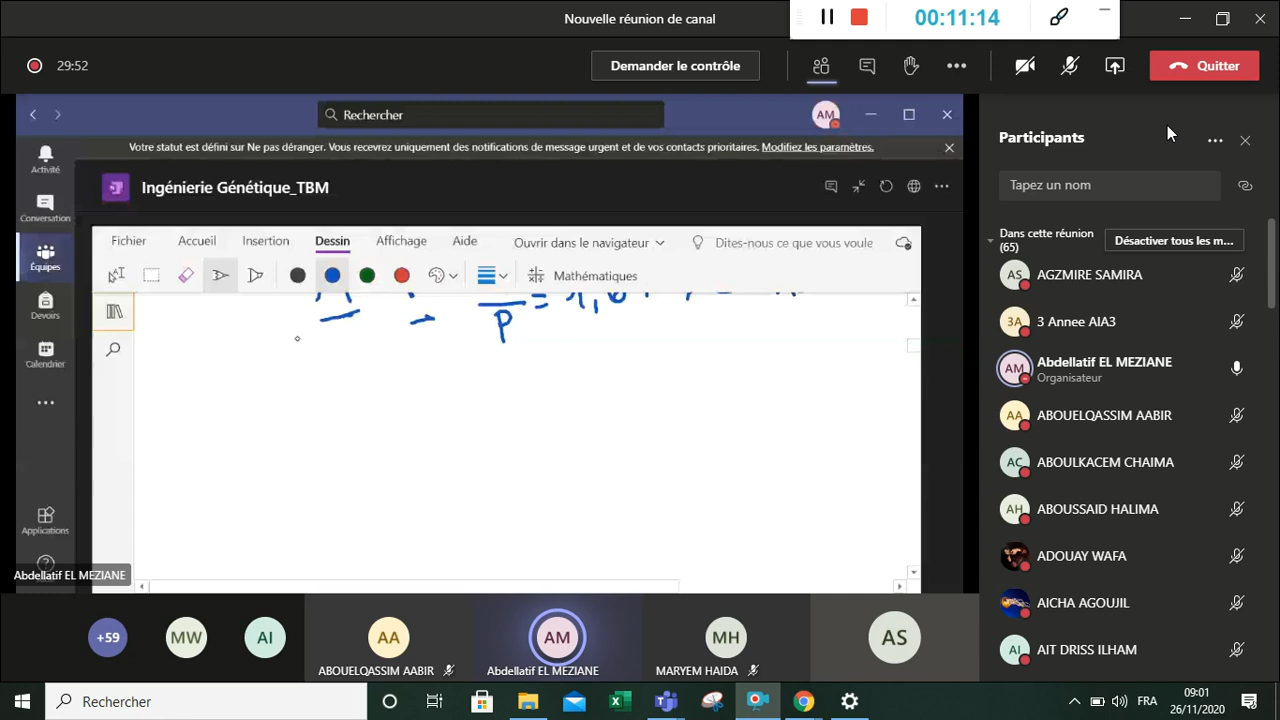 Nouvelle réunion de canal
00:11:14
29:52
Demander le contrôle
Quitter
Rechercher
AM
Votre statut est défini sur Ne pas déranger. Vous recevrez uniquement des notifications de message urgent et de vos contacts prioritaires. Modifiez les paramètres.
Activité
Conversation
Équipes
Devoirs
Calendrier
Applications
Ingénierie Génétique_TBM
Fichier Accueil Insertion Dessin Affichage Aide Ouvrir dans le navigateur Dites-nous ce que vous voule
Mathématiques
P =
Abdellatif EL MEZIANE
Participants
Tapez un nom
Dans cette réunion (65)
Désactiver tous les m...
AS AGZMIRE SAMIRA
3A 3 Annee AIA3
AM Abdellatif EL MEZIANE
Organisateur
AA ABOUELQASSIM AABIR
AC ABOULKACEM CHAIMA
AH ABOUSSAID HALIMA
ADOUAY WAFA
AICHA AGOUJIL
AI AIT DRISS ILHAM
+59
MW
AI
AA
ABOUELQASSIM AABIR
AM
Abdellatif EL MEZIANE
MH
MARYEM HAIDA
AS
Rechercher
FRA
09:01
26/11/2020